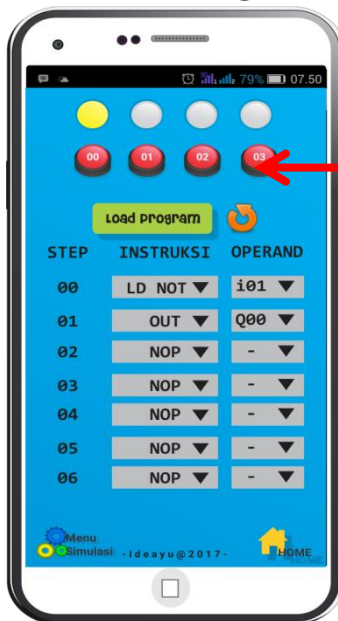 79% 07.50
00 01 02 03
Load Program
STEP INSTRUKSI OPERAND
00 LD NOT i01
01 OUT Q00
02 NOP -
03 NOP -
04 NOP -
05 NOP -
06 NOP -
Menu
Simulasi -Ideayu@2017- HOME